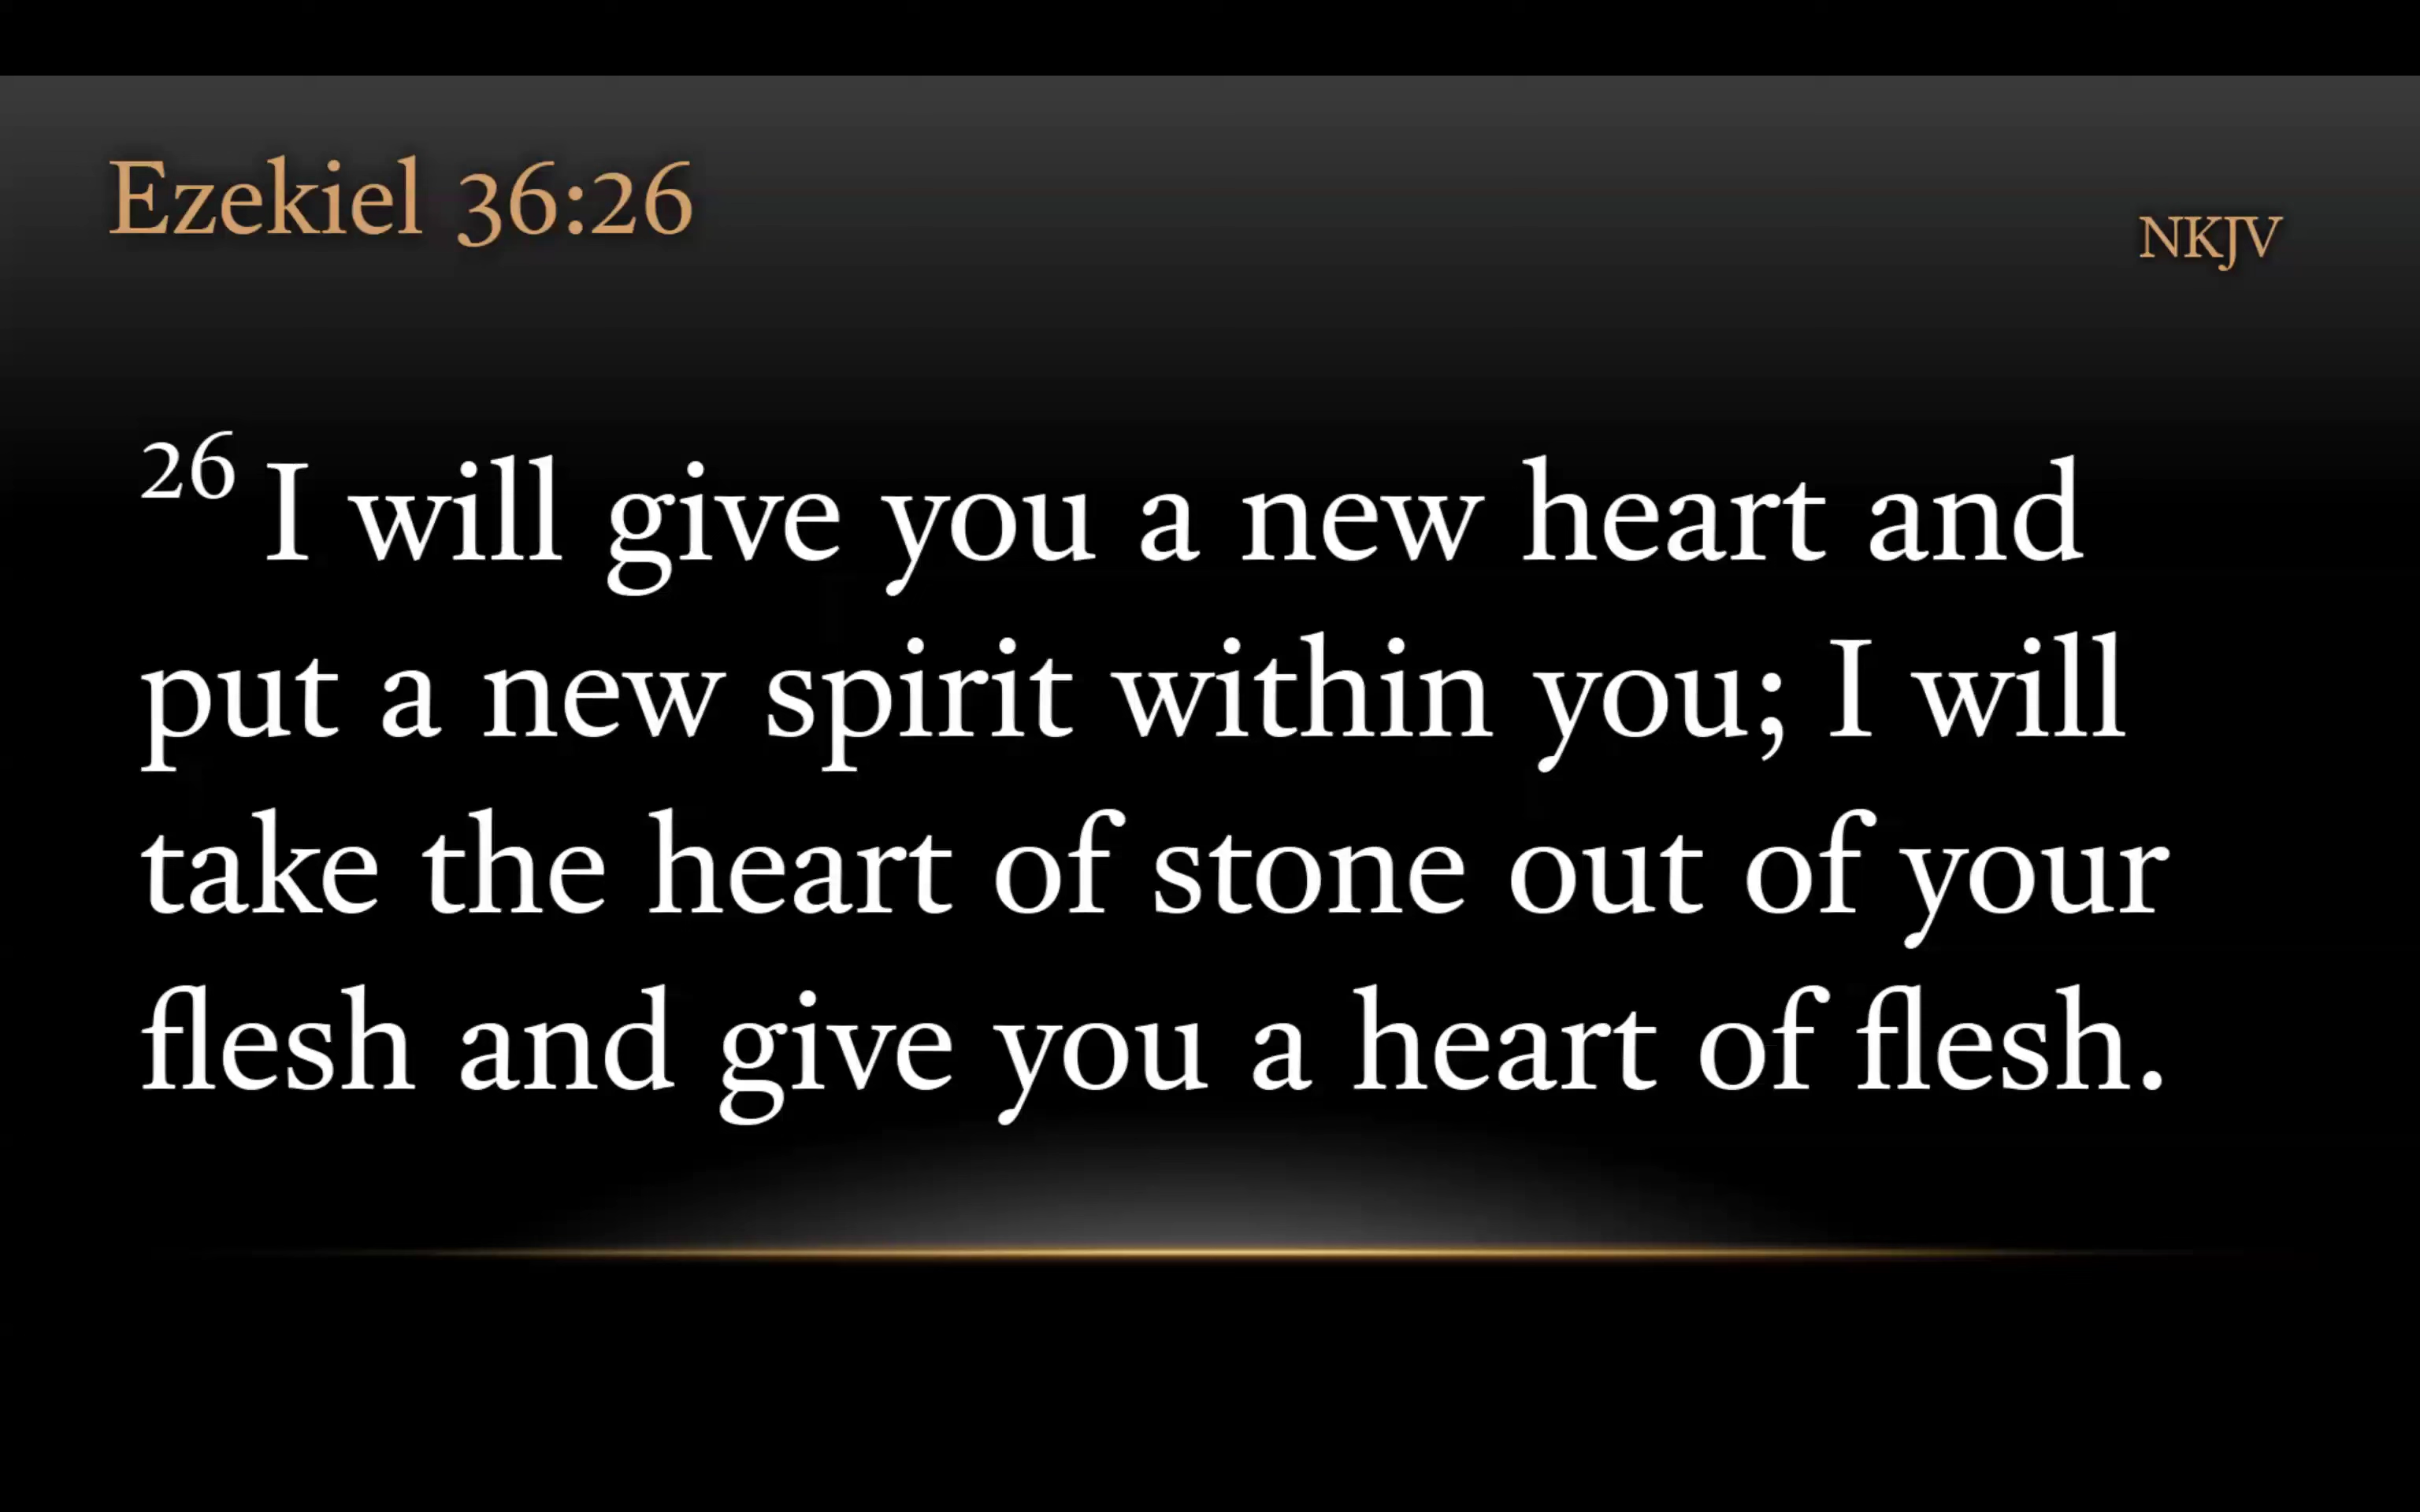 Ezekiel 36:26
NKJV
26 I will give you a new heart and
put a new spirit within you; I will
take the heart of stone out of your
flesh and give you a heart of flesh.